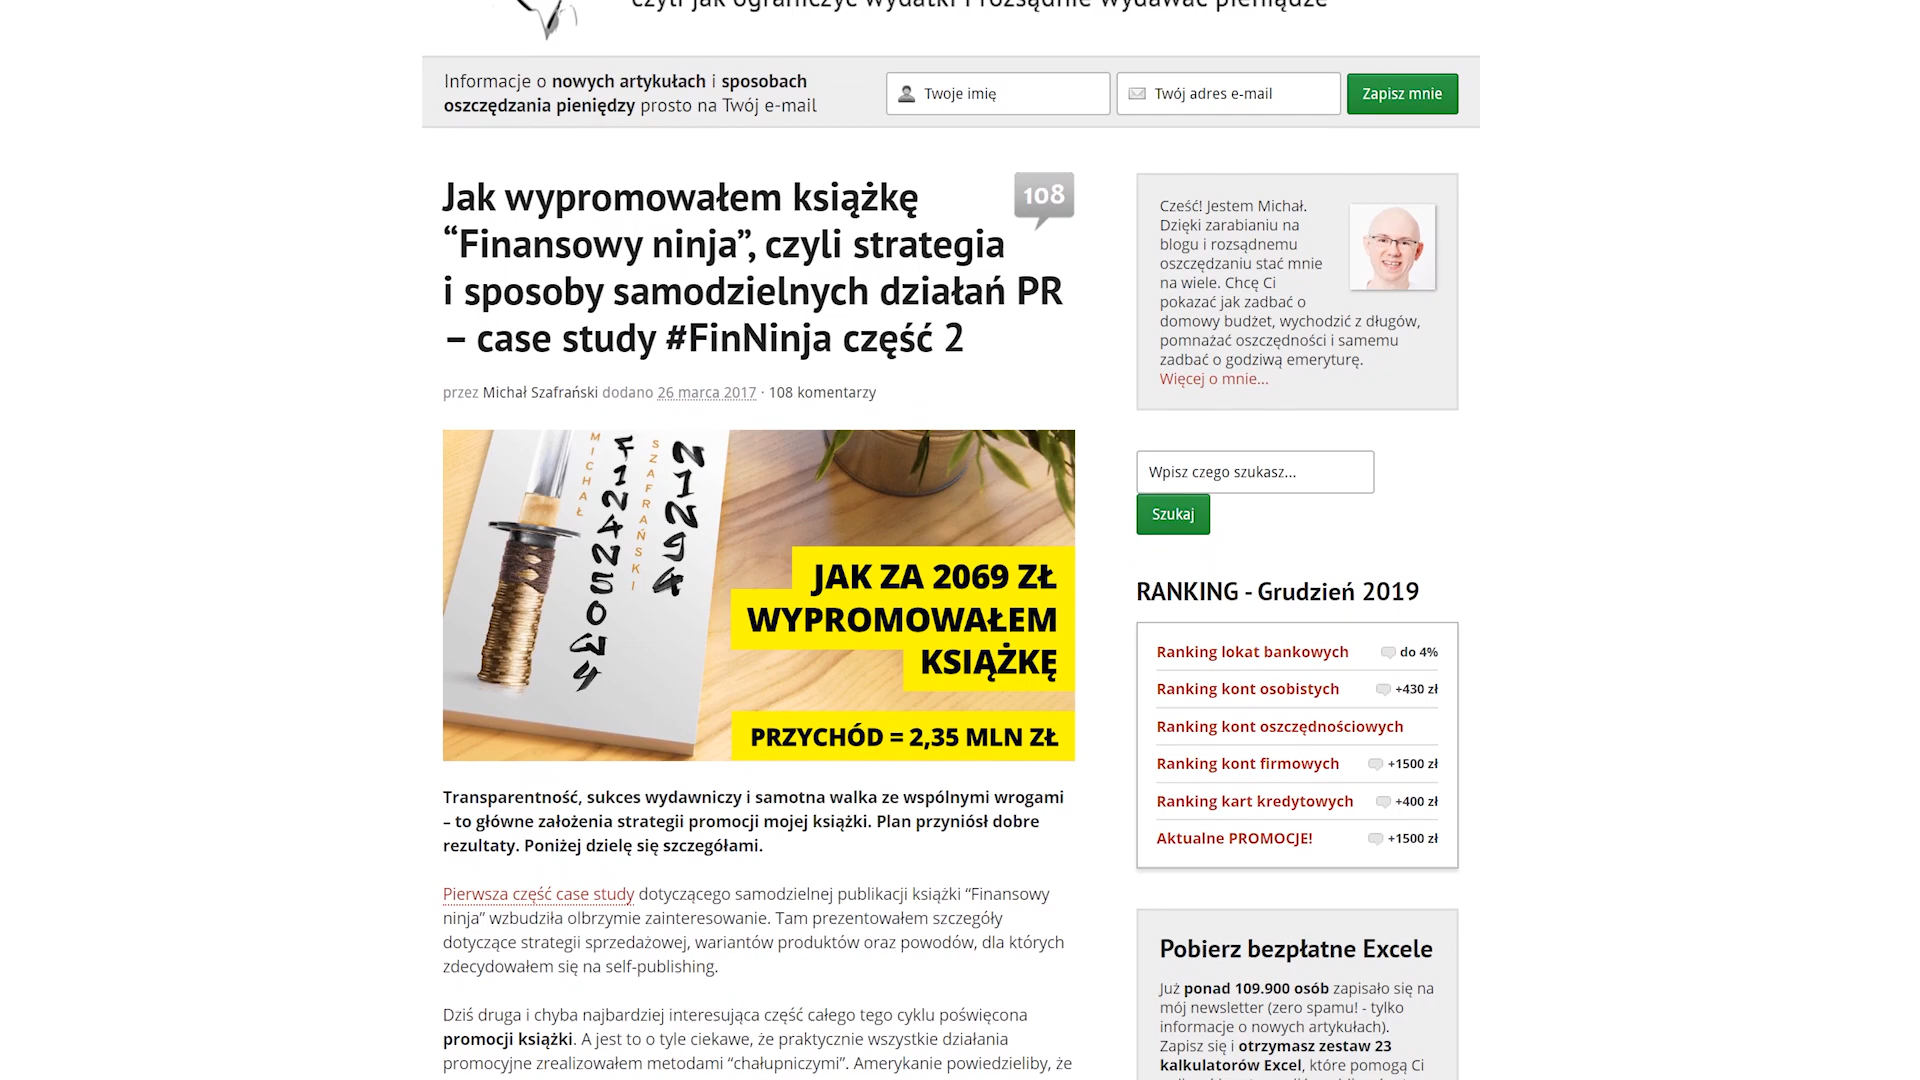 czyli jak ograniczyć wydatki i rozsądnie wydawać pieniądze
Informacje o nowych artykułach i sposobach
oszczędzania pieniędzy prosto na Twój e-mail
Twoje imię
Twój adres e-mail
Zapisz mnie
Jak wypromowałem książkę
“Finansowy ninja”, czyli strategia
i sposoby samodzielnych działań PR
– case study #FinNinja część 2
108
przez Michał Szafrański dodano 26 marca 2017 · 108 komentarzy
MICHAŁ
SZAFRAŃSKI
JAK ZA 2069 ZŁ
WYPROMOWAŁEM
KSIĄŻKĘ
PRZYCHÓD = 2,35 MLN ZŁ
Transparentność, sukces wydawniczy i samotna walka ze wspólnymi wrogami
– to główne założenia strategii promocji mojej książki. Plan przyniósł dobre
rezultaty. Poniżej dzielę się szczegółami.
Pierwsza część case study dotyczącego samodzielnej publikacji książki “Finansowy
ninja” wzbudziła olbrzymie zainteresowanie. Tam prezentowałem szczegóły
dotyczące strategii sprzedażowej, wariantów produktów oraz powodów, dla których
zdecydowałem się na self-publishing.
Dziś druga i chyba najbardziej interesująca część całego tego cyklu poświęcona
promocji książki. A jest to o tyle ciekawe, że praktycznie wszystkie działania
promocyjne zrealizowałem metodami “chałupniczymi”. Amerykanie powiedzieliby, że
Cześć! Jestem Michał.
Dzięki zarabianiu na
blogu i rozsądnemu
oszczędzaniu stać mnie
na wiele. Chcę Ci
pokazać jak zadbać o
domowy budżet, wychodzić z długów,
pomnażać oszczędności i samemu
zadbać o godziwą emeryturę.
Więcej o mnie...
Wpisz czego szukasz...
Szukaj
RANKING - Grudzień 2019
Ranking lokat bankowych do 4%
Ranking kont osobistych +430 zł
Ranking kont oszczędnościowych
Ranking kont firmowych +1500 zł
Ranking kart kredytowych +400 zł
Aktualne PROMOCJE! +1500 zł
Pobierz bezpłatne Excele
Już ponad 109.900 osób zapisało się na
mój newsletter (zero spamu! - tylko
informacje o nowych artykułach).
Zapisz się i otrzymasz zestaw 23
kalkulatorów Excel, które pomogą Ci